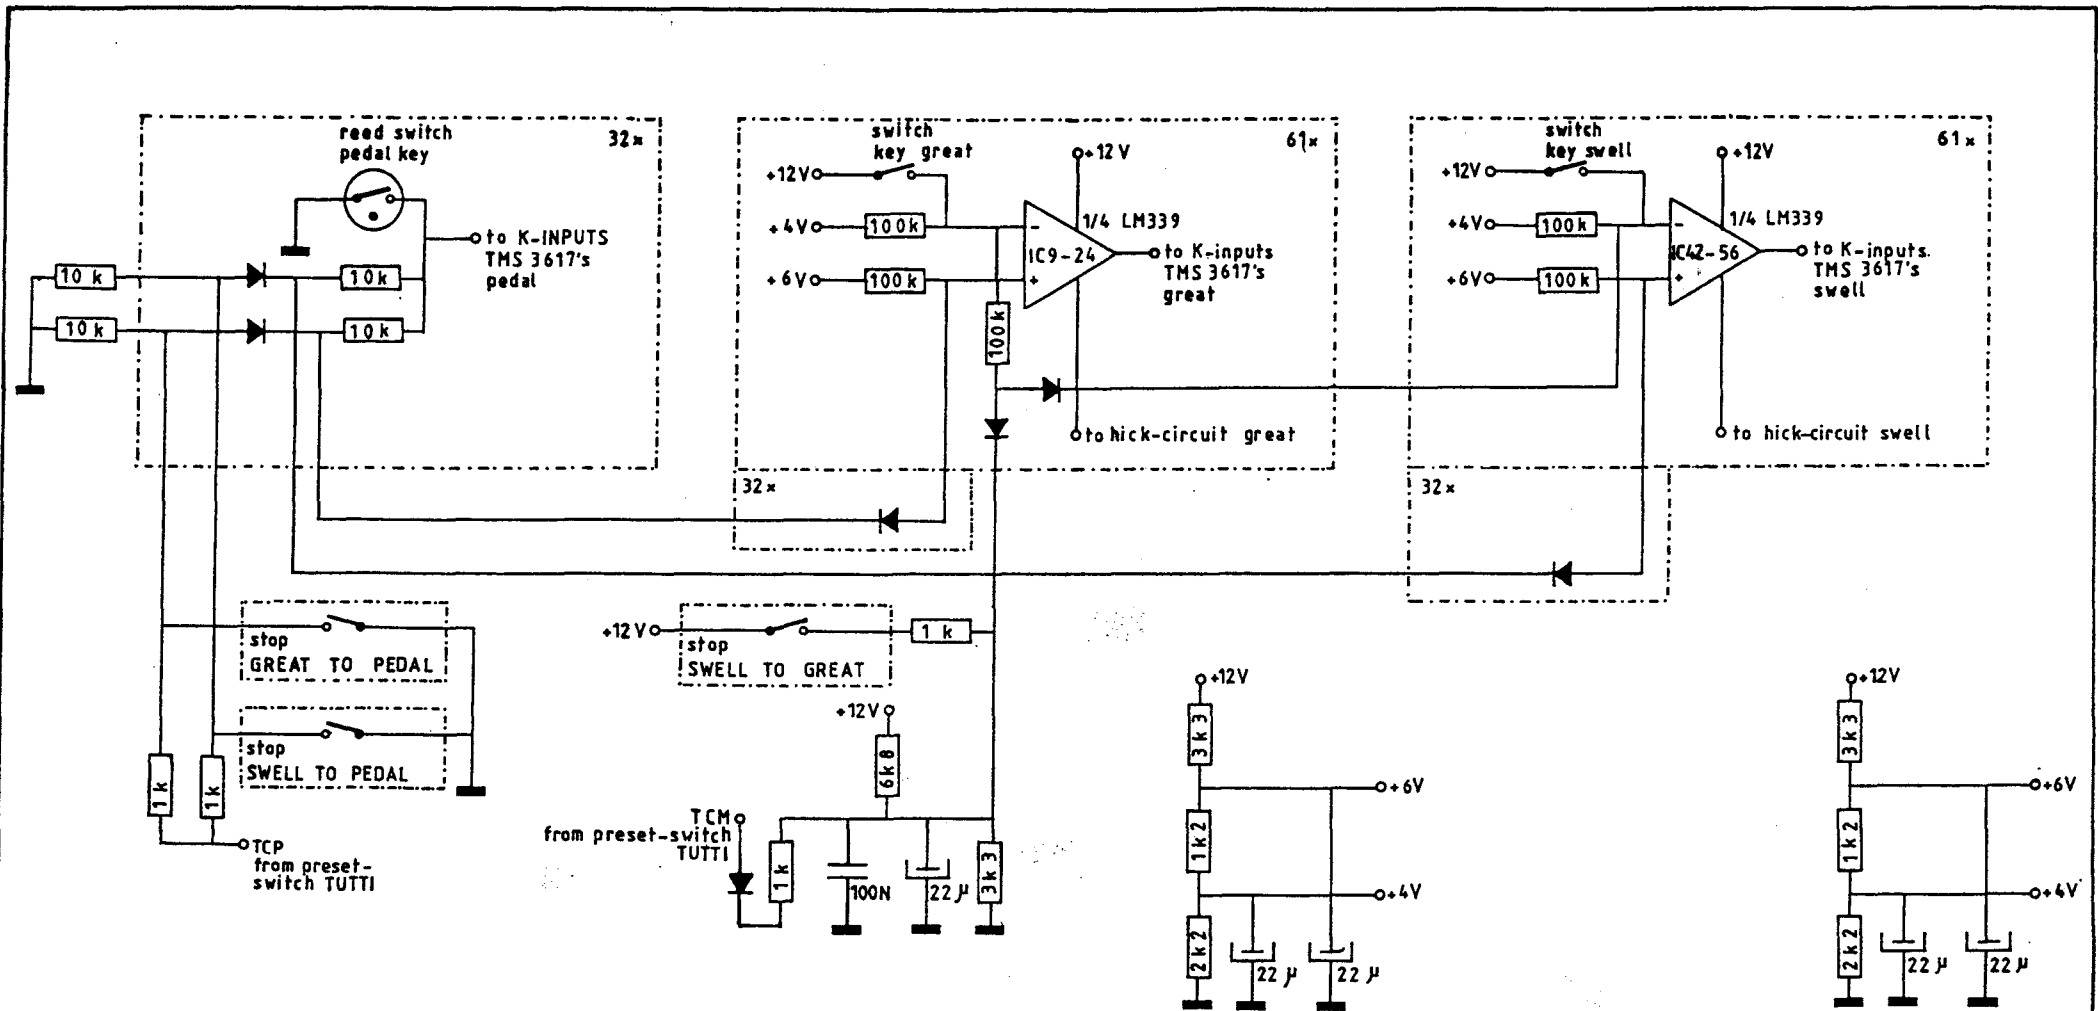 reed switch
pedal key
32x
to K-INPUTS
TMS 3617's
pedal
10 k
10 k
10 k
10 k
switch
key great
61x
+12V
+12V
+4V
100k
1/4 LM339
-
IC9-24
to K-inputs
TMS 3617's
great
+6V
100k
+
100k
to hick-circuit great
32x
switch
key swell
61x
+12V
+12V
+4V
100k
1/4 LM339
-
IC42-56
to K-inputs.
TMS 3617's
swell
+6V
100k
+
to hick-circuit swell
32x
stop
GREAT TO PEDAL
stop
SWELL TO PEDAL
1k
1k
TCP
from preset-
switch TUTTI
+12V
stop
SWELL TO GREAT
1 k
+12V
6k8
TCM
from preset-switch
TUTTI
1k
100N
22 µ
3k3
+12V
3k3
+6V
1k2
+4V
2k2
22 µ
22 µ
+12V
3k3
+6V
1k2
+4V
2k2
22 µ
22 µ